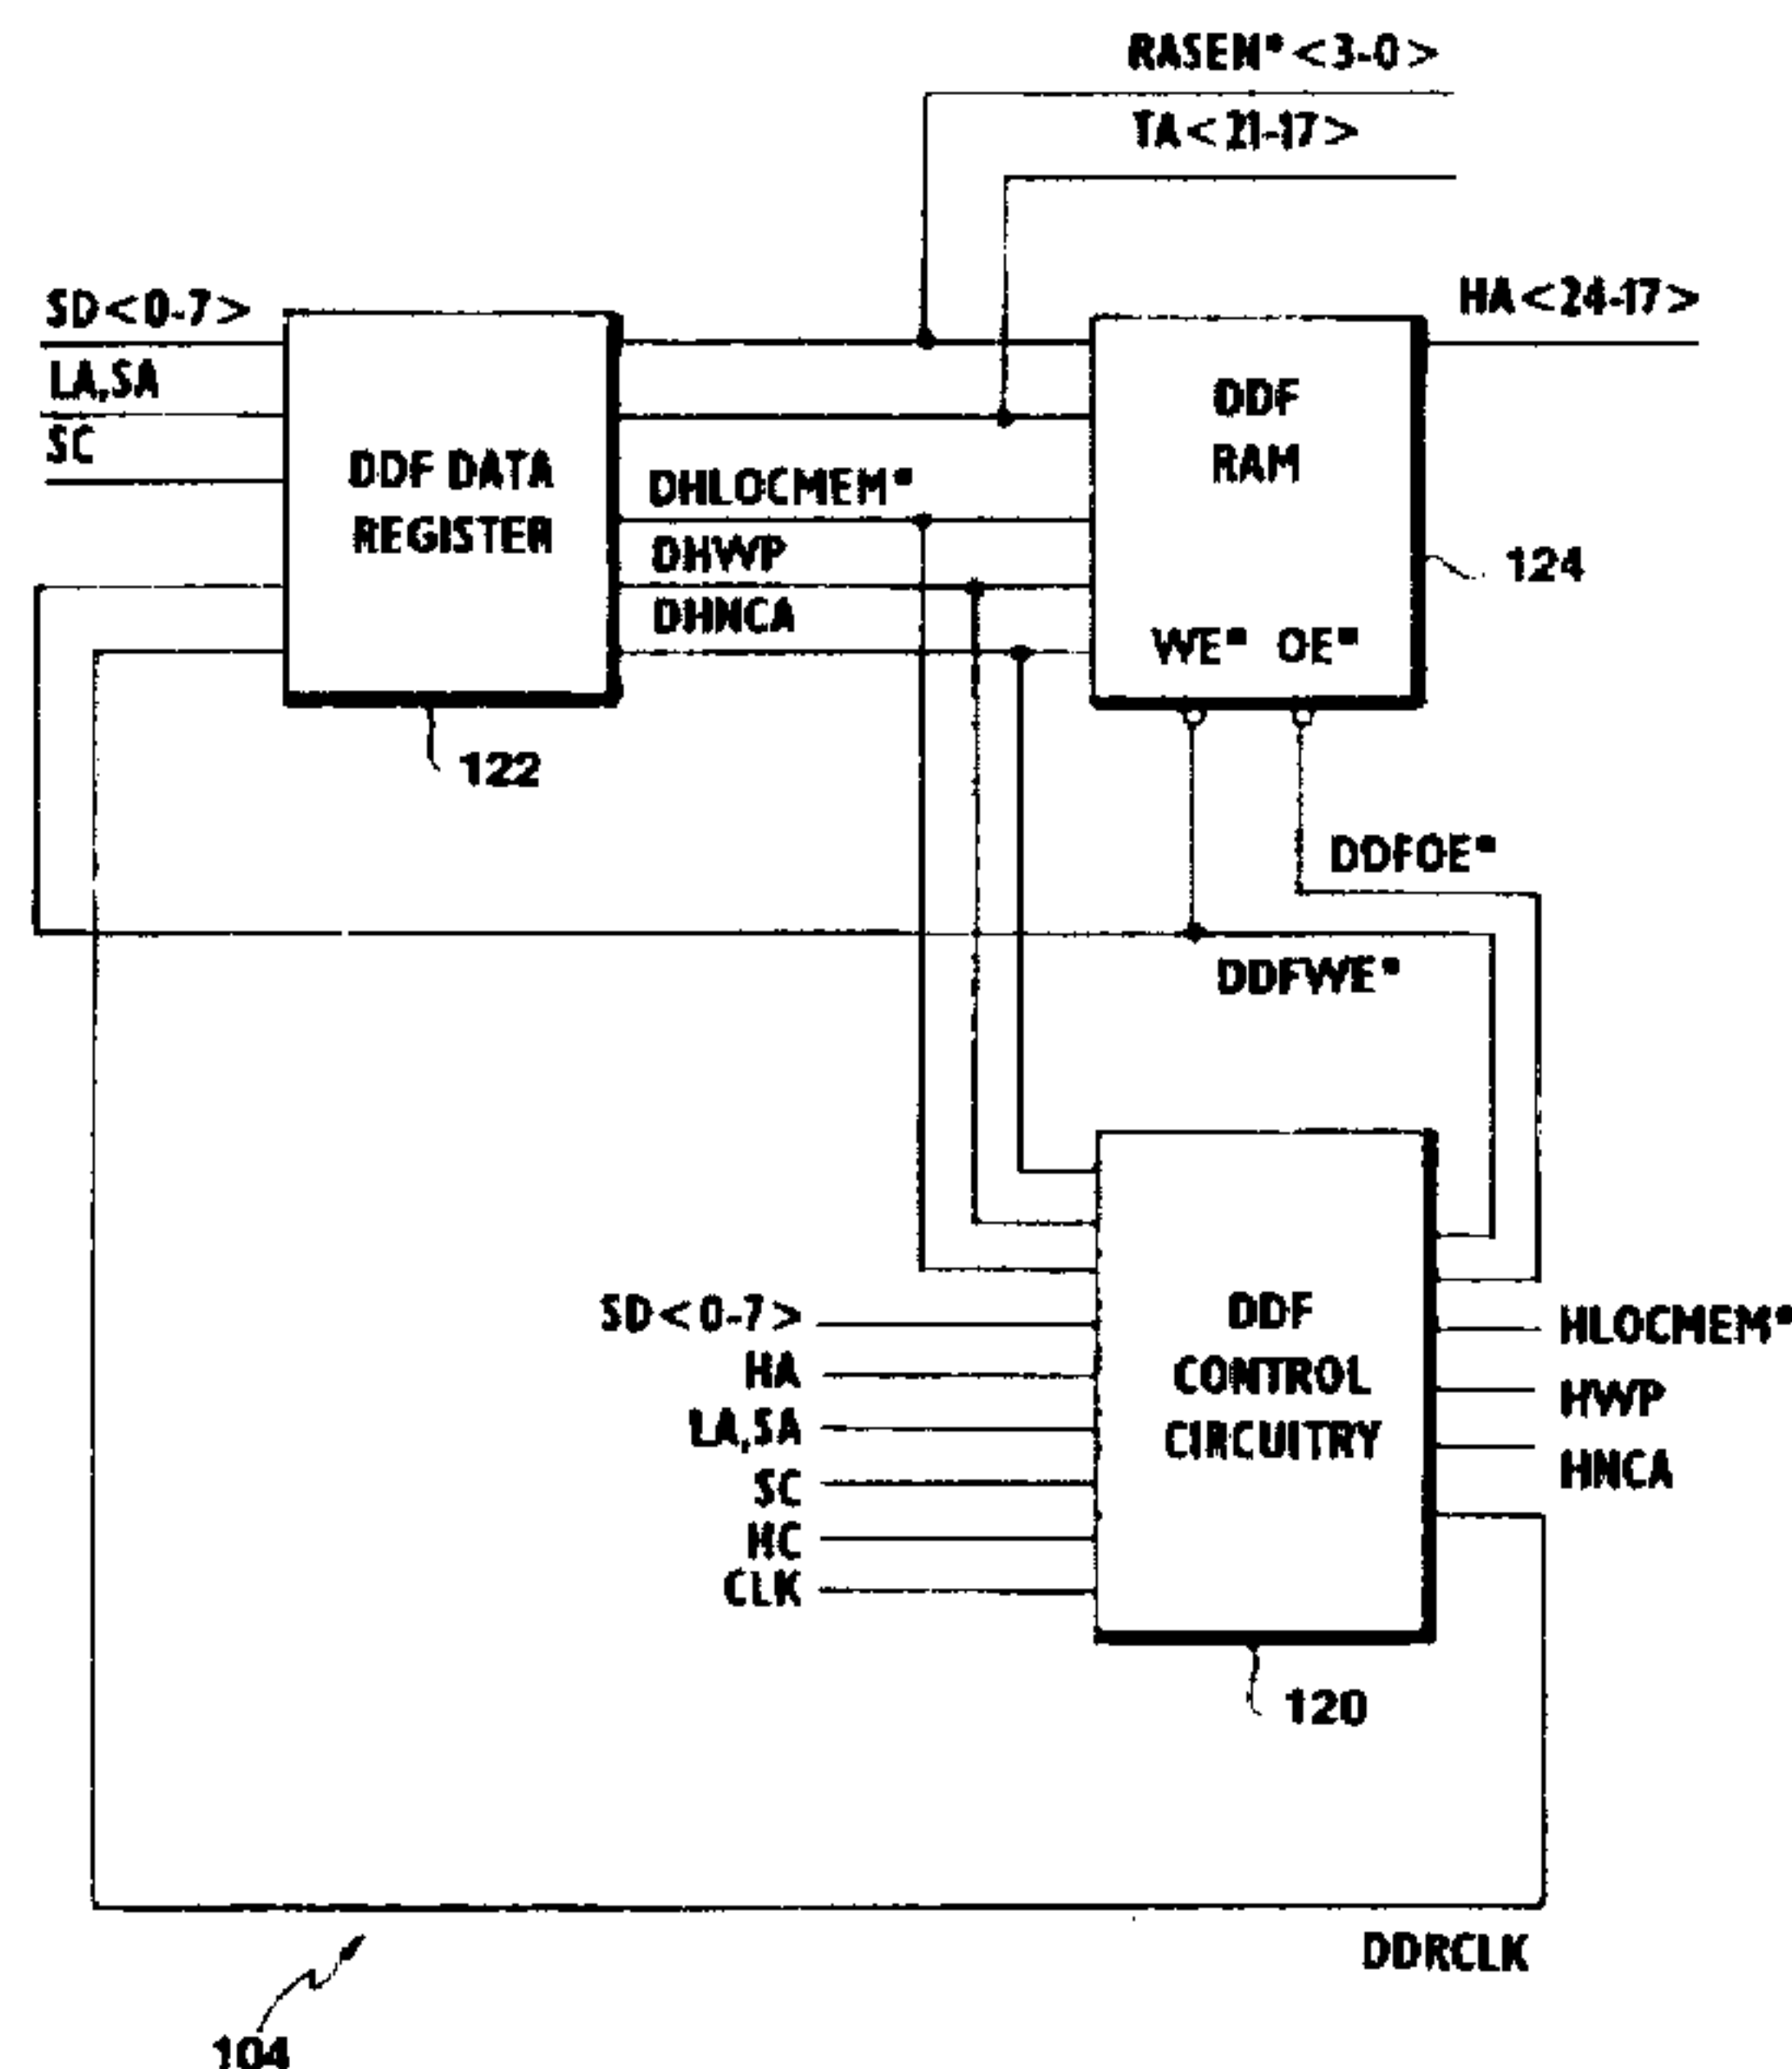 RASEN*<3-0>
TA<21-17>
SD<0-7>
HA<24-17>
LA,SA
SC
DDF DATA
REGISTER
DDF
RAM
DHLOCMEM*
DHWP
DHNCA
124
WE* OE*
122
DDFOE*
DDFWE*
SD<0-7>
HA
LA,SA
SC
HC
CLK
DDF
CONTROL
CIRCUITRY
HLOCMEM*
HWP
HNCA
120
DDRCLK
104